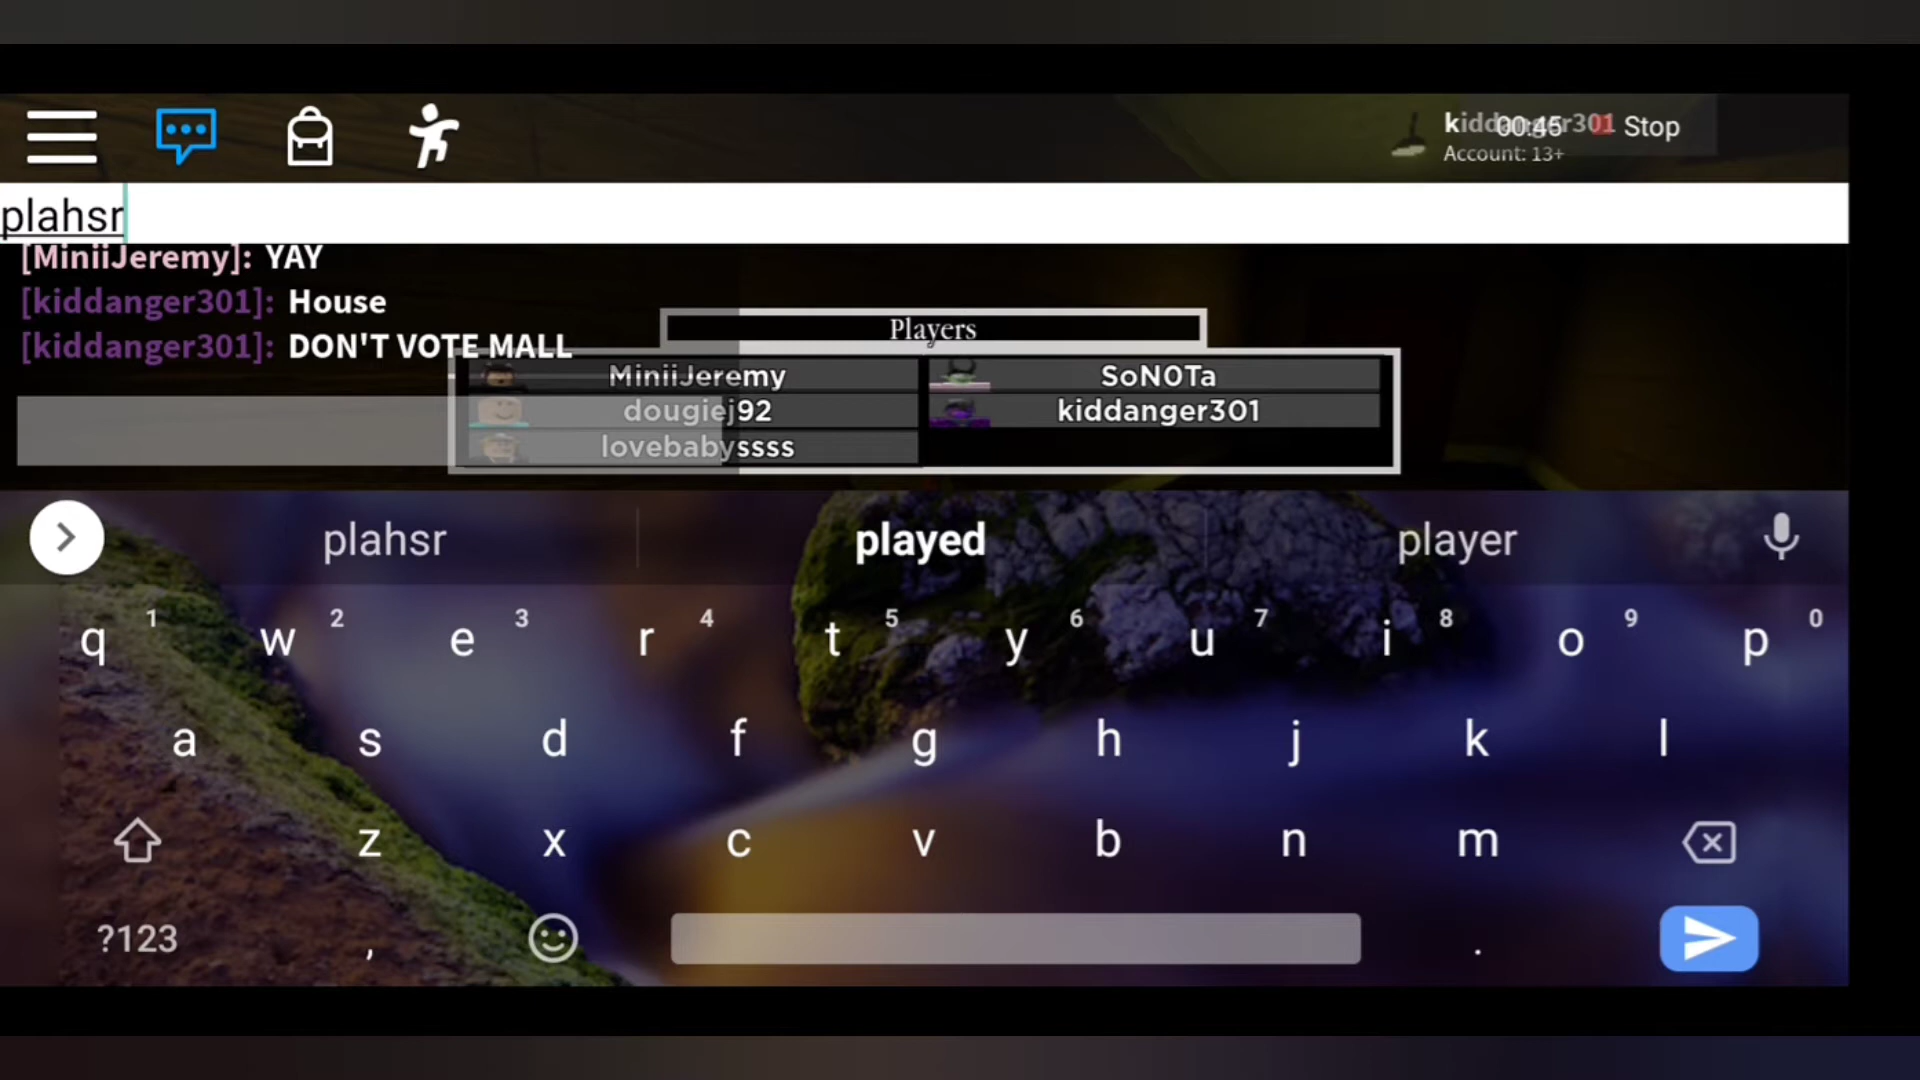 kiddanger301
00:45 Stop
Account: 13+
plahsr
[MiniiJeremy]: YAY
[kiddanger301]: House
[kiddanger301]: DON'T VOTE MALL
Players
MiniiJeremy SoN0Ta
dougiej92 kiddanger301
lovebabyssss
plahsr played player
q 1 w 2 e 3 r 4 t 5 y 6 u 7 i 8 o 9 p 0
a s d f g h j k l
z x c v b n m
?123 , .